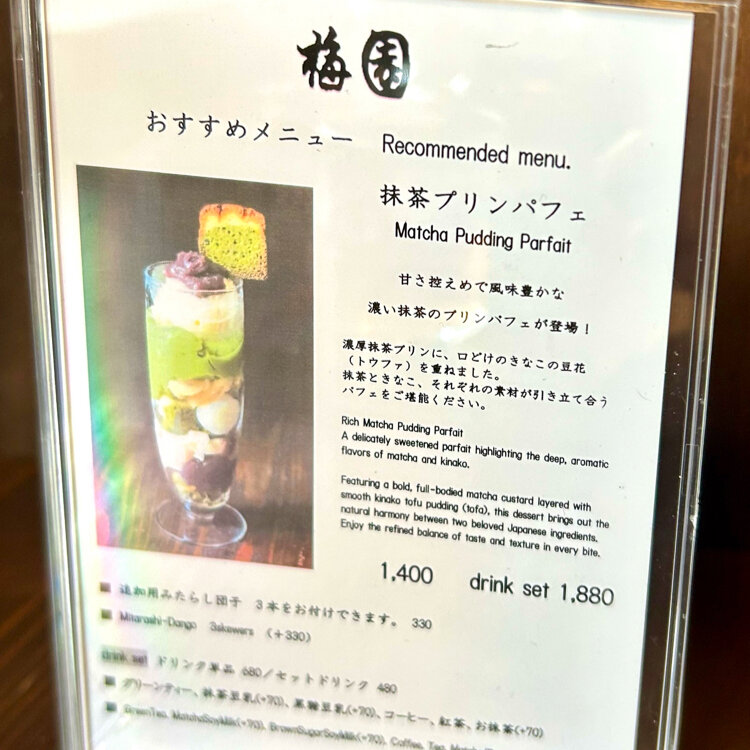 梅園
おすすめメニュー Recommended menu.
抹茶プリンパフェ
Matcha Pudding Parfait
甘さ控えめで風味豊かな
濃い抹茶のプリンパフェが登場！
濃厚抹茶プリンに、口どけのきなこの豆花
（トウファ）を重ねました。
抹茶ときなこ、それぞれの素材が引き立て合う
パフェをご堪能ください。
Rich Matcha Pudding Parfait
A delicately sweetened parfait highlighting the deep, aromatic
flavors of matcha and kinako.
Featuring a bold, full-bodied matcha custard layered with
smooth kinako tofu pudding (tofa), this dessert brings out the
natural harmony between two beloved Japanese ingredients.
Enjoy the refined balance of taste and texture in every bite.
1,400 drink set 1,880
■ 追加用みたらし団子 3本をお付けできます。 330
■ Mitarashi-Dango 3skewers （＋330）
drink set ドリンク単品 680／セットドリンク 480
■ グリーンティー、抹茶豆乳(+70)、黒糖豆乳(+70)、コーヒー、紅茶、お抹茶(+70)
■ GreenTea, MatchaSoyMilk(+70), BrownSugarSoyMilk(+70), Coffee, Tea,